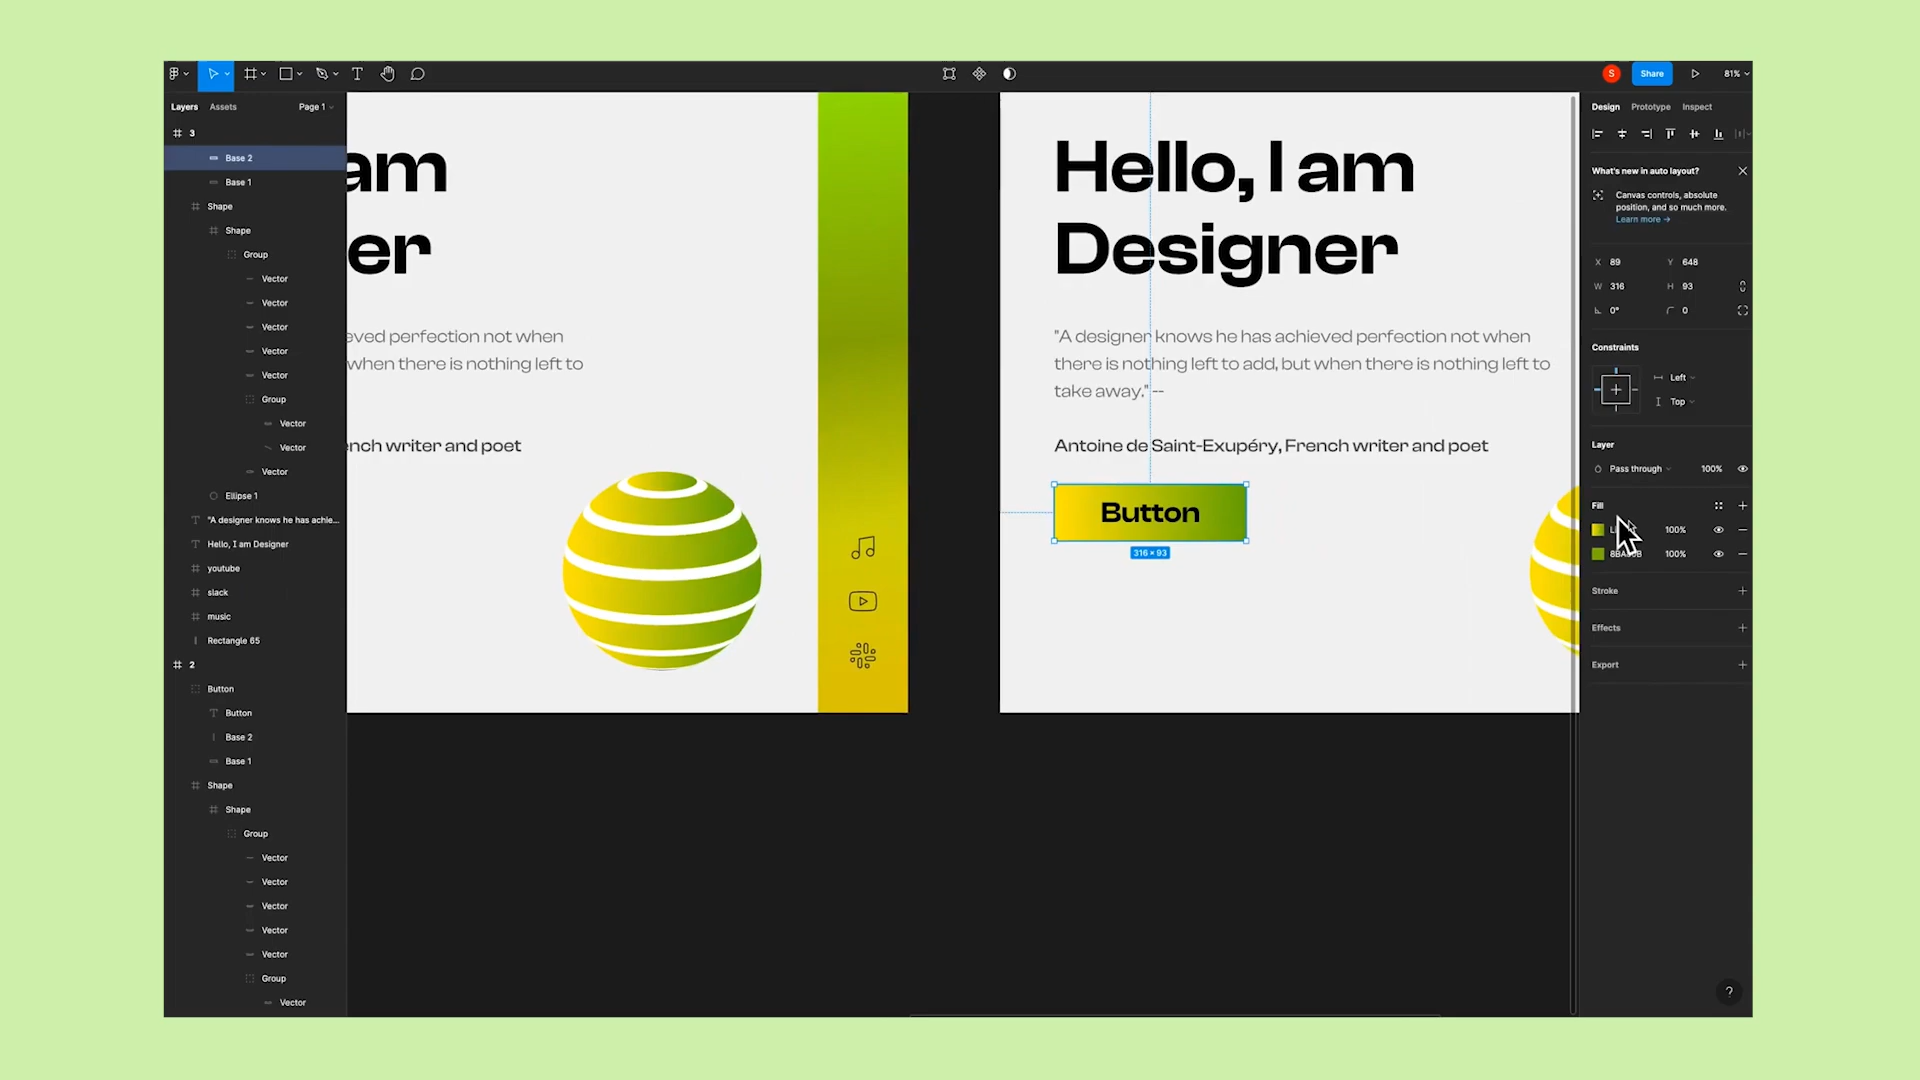 S
Share
81%
Layers
Assets
Page 1
3
Base 2
Base 1
Shape
Shape
Group
Vector
Vector
Vector
Vector
Vector
Group
Vector
Vector
Vector
Ellipse 1
"A designer knows he has achie...
Hello, I am Designer
youtube
slack
music
Rectangle 65
2
Button
Button
Base 2
Base 1
Shape
Shape
Group
Vector
Vector
Vector
Vector
Vector
Group
Vector
am
er
eved perfection not when
when there is nothing left to
ench writer and poet
Hello, I am
Designer
"A designer knows he has achieved perfection not when
there is nothing left to add, but when there is nothing left to
take away." --
Antoine de Saint-Exupéry, French writer and poet
Button
316 × 93
Design
Prototype
Inspect
What's new in auto layout?
Canvas controls, absolute
position, and so much more.
Learn more →
X 89
Y 648
W 316
H 93
0°
0
Constraints
Left
Top
Layer
Pass through
100%
Fill
100%
100%
Stroke
Effects
Export
?